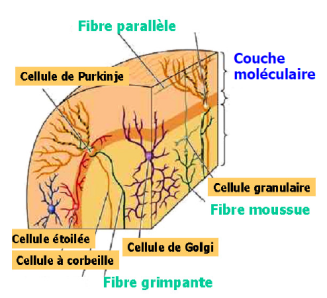 Fibre parallèle
Couche
moléculaire
Cellule de Purkinje
Cellule granulaire
Fibre moussue
Cellule étoilée
Cellule de Golgi
Cellule à corbeille
Fibre grimpante